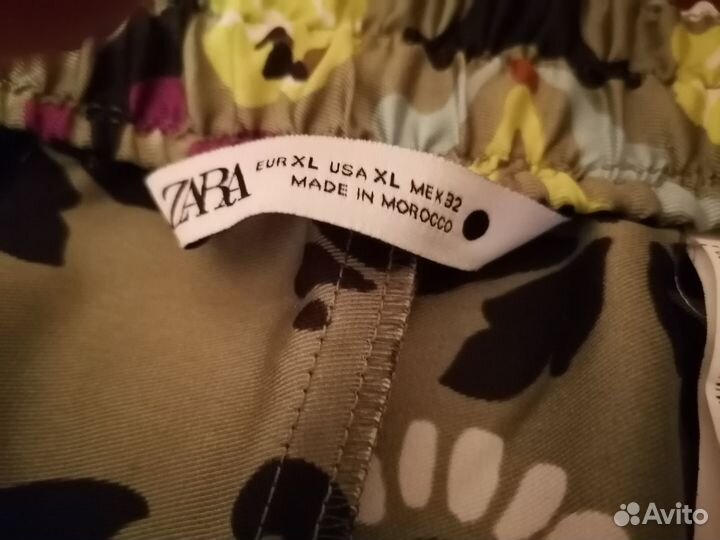 ZARA
EUR XL USA XL MEX 32
MADE IN MOROCCO
Avito